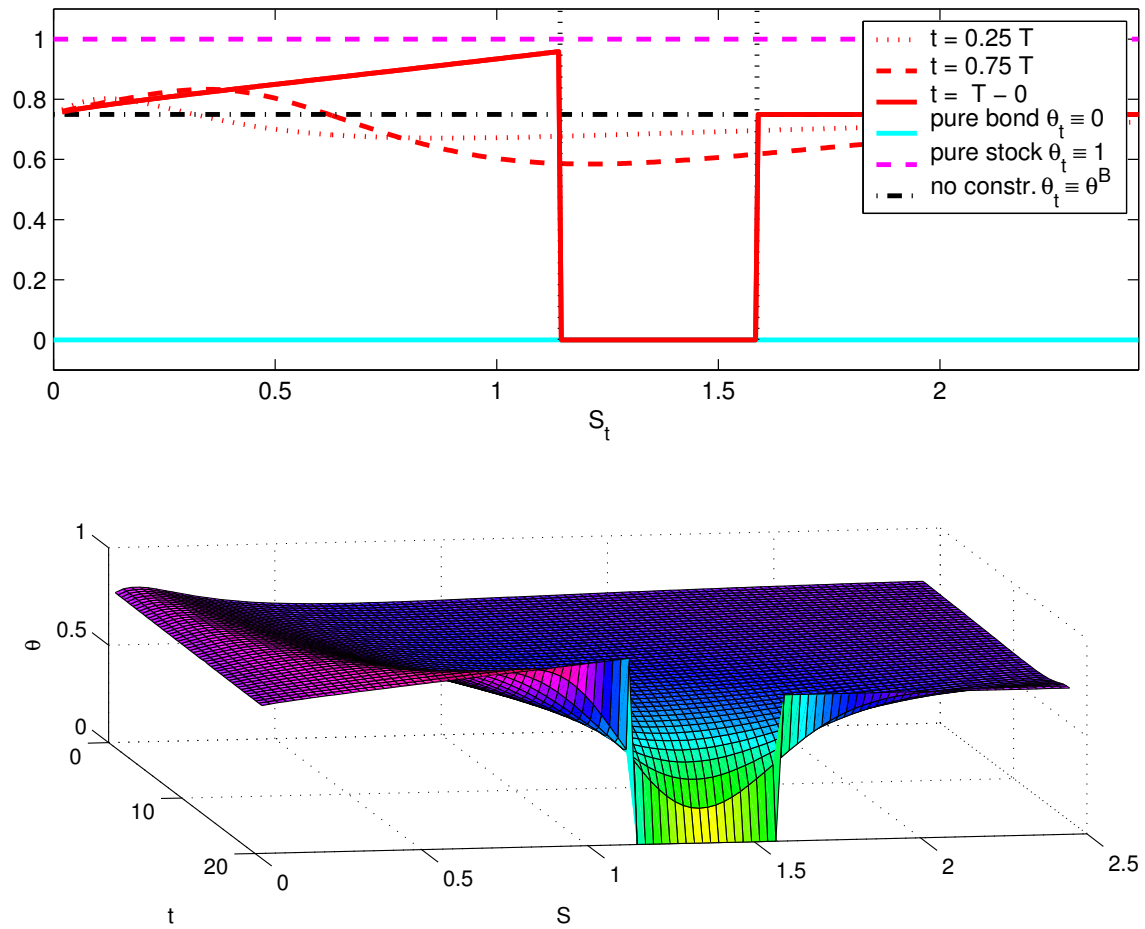 1
0.8
0.6
0.4
0.2
0
0
0.5
1
1.5
2
S_t
t = 0.25 T
t = 0.75 T
t = T − 0
pure bond θ_t ≡ 0
pure stock θ_t ≡ 1
no constr. θ_t ≡ θ^B
1
0.5
0
θ
0
10
20
t
0
0.5
1
1.5
2
2.5
S